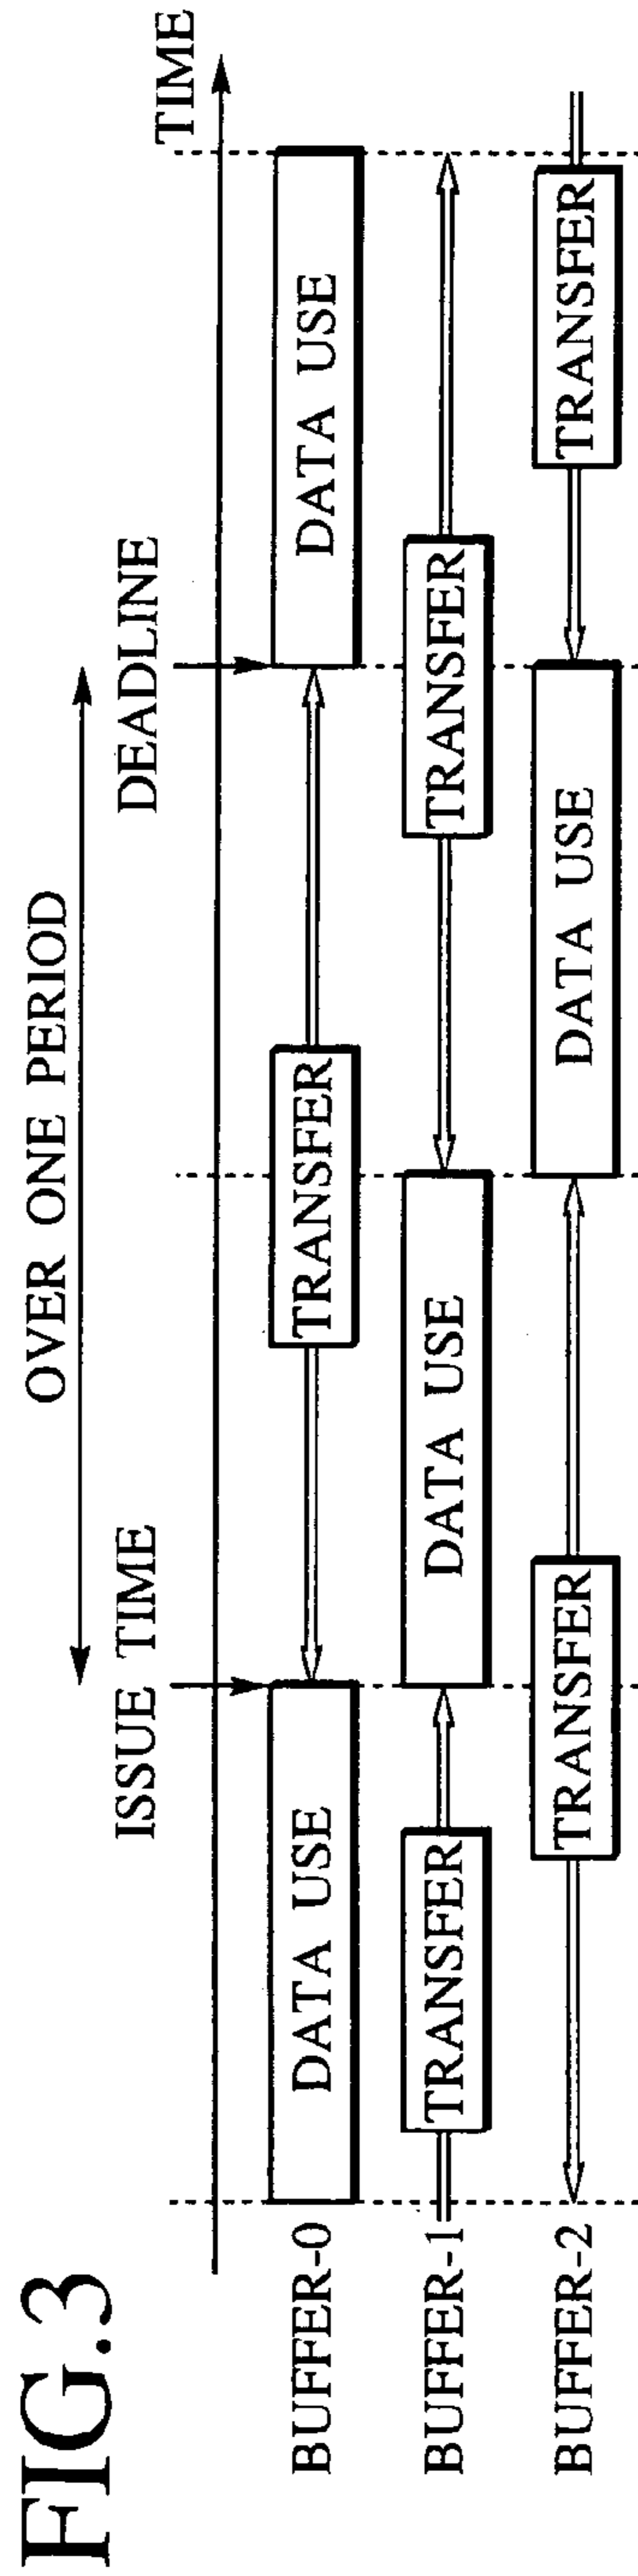 FIG.3
OVER ONE PERIOD
ISSUE TIME
DEADLINE
TIME
BUFFER-0
DATA USE
TRANSFER
DATA USE
BUFFER-1
TRANSFER
DATA USE
TRANSFER
BUFFER-2
TRANSFER
DATA USE
TRANSFER